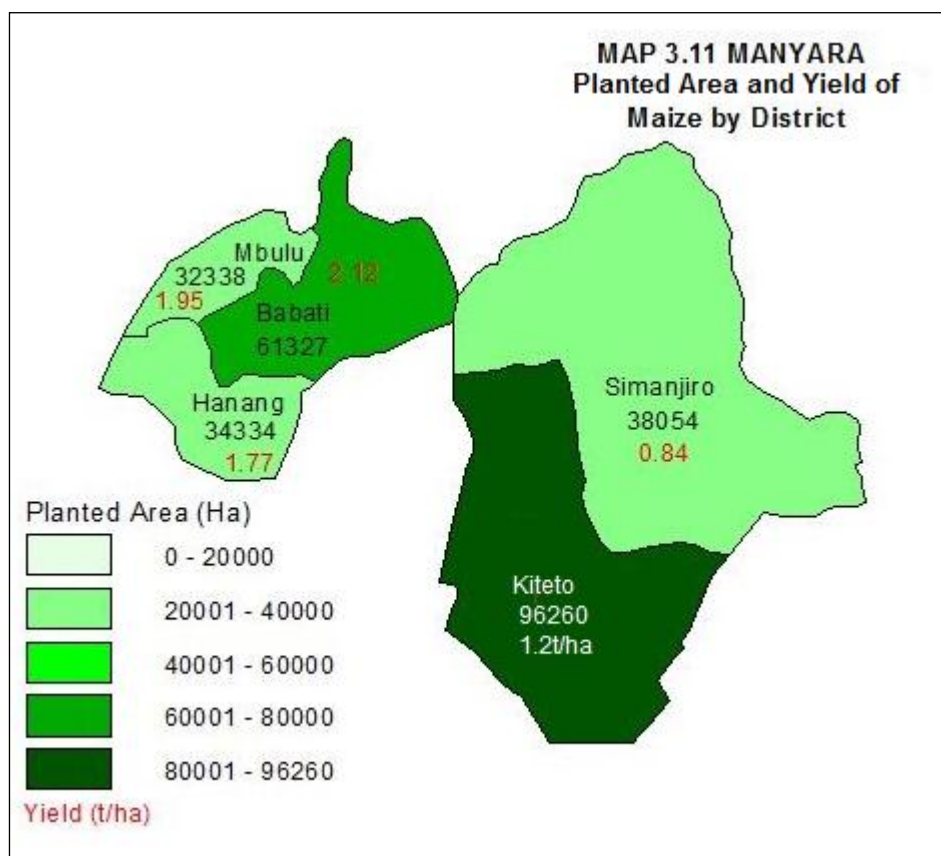 MAP 3.11 MANYARA
Planted Area and Yield of
Maize by District
Mbulu
32338
1.95
2.12
Babati
61327
Hanang
34334
1.77
Simanjiro
38054
0.84
Kiteto
96260
1.2t/ha
Planted Area (Ha)
0 - 20000
20001 - 40000
40001 - 60000
60001 - 80000
80001 - 96260
Yield (t/ha)